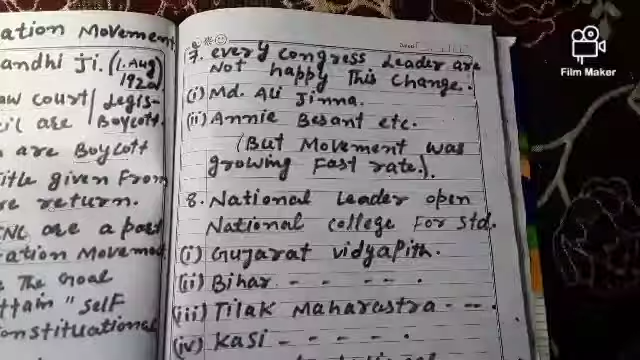 ation Movement
andhi ji. (1. Aug 1920)
aw court/ Legis-
cil are Boycott.
are Boycott
itle given From
re return.
INC are a part
ation Movemen
e The Goal
ttain "self
constituational
7. every congress Leader are
Not happy This change.
(i) Md. Ali Jinna.
(ii) Annie Besant etc.
(But Movement was
growing fast rate.).
8. National Leader open
National college For Std.
(i) Gujarat vidyapith.
(ii) Bihar - - - - .
(iii) Tilak Maharastra - - - .
(iv) Kasi - - - - .
Film Maker